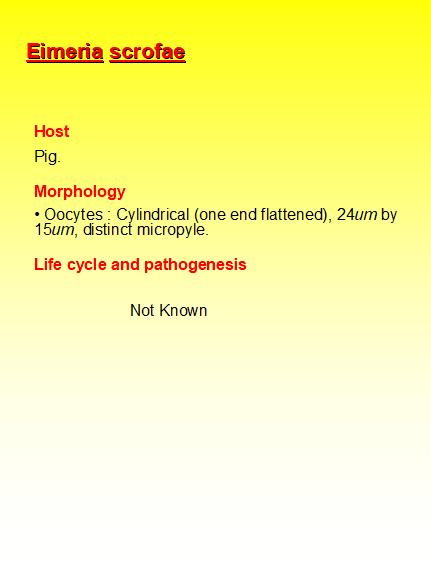 Eimeria scrofae
Host
Pig.
Morphology
• Oocytes : Cylindrical (one end flattened), 24um by
15um, distinct micropyle.
Life cycle and pathogenesis
Not Known